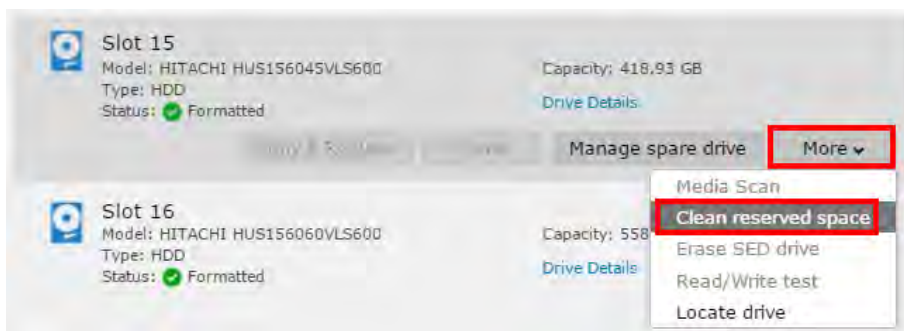 Slot 15
Model: HITACHI HUS156045VLS600
Capacity: 418.93 GB
Type: HDD
Drive Details
Status: Formatted
Manage spare drive
More
Media Scan
Clean reserved space
Erase SED drive
Read/Write test
Locate drive
Slot 16
Model: HITACHI HUS156060VLS600
Capacity: 558
Type: HDD
Drive Details
Status: Formatted